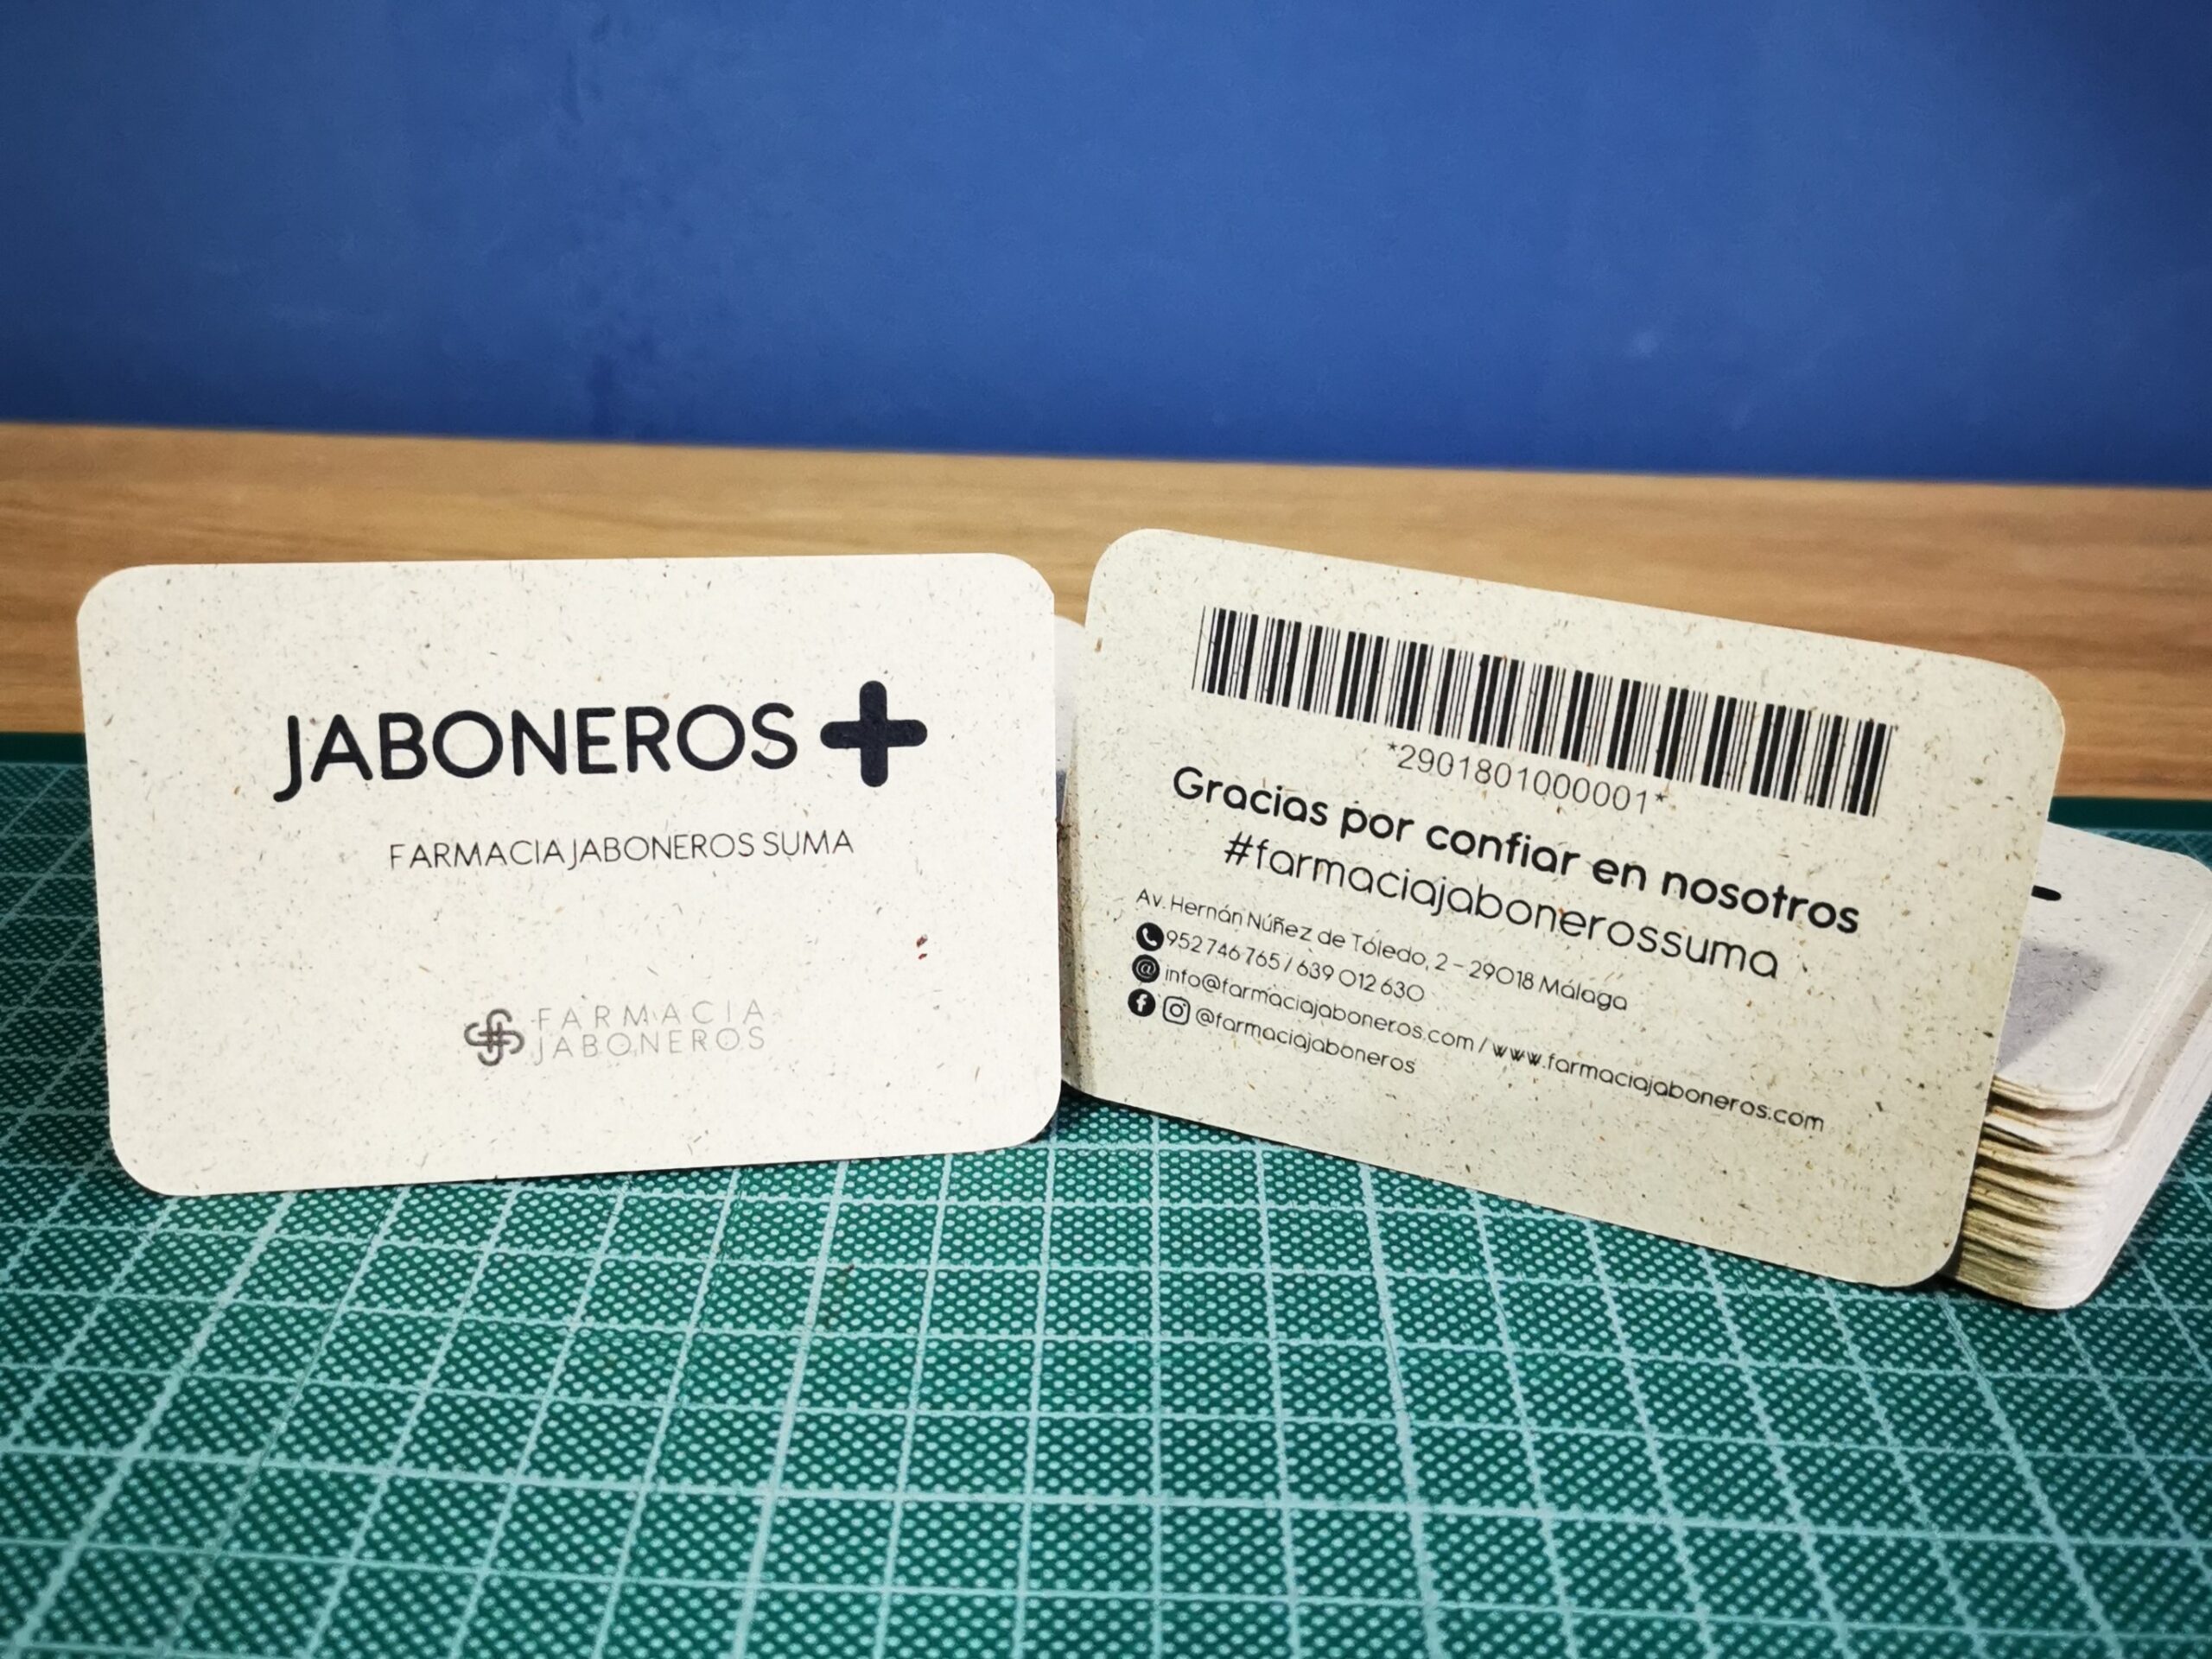 JABONEROS
FARMACIA JABONEROS SUMA
FARMACIA
JABONEROS
*2901801000001*
Gracias por confiar en nosotros
#farmaciajabonerossuma
Av. Hernán Núñez de Tóledo, 2 - 29018 Málaga
952 746 765 / 639 012 630
info@farmaciajaboneros.com / www.farmaciajaboneros.com
@farmaciajaboneros